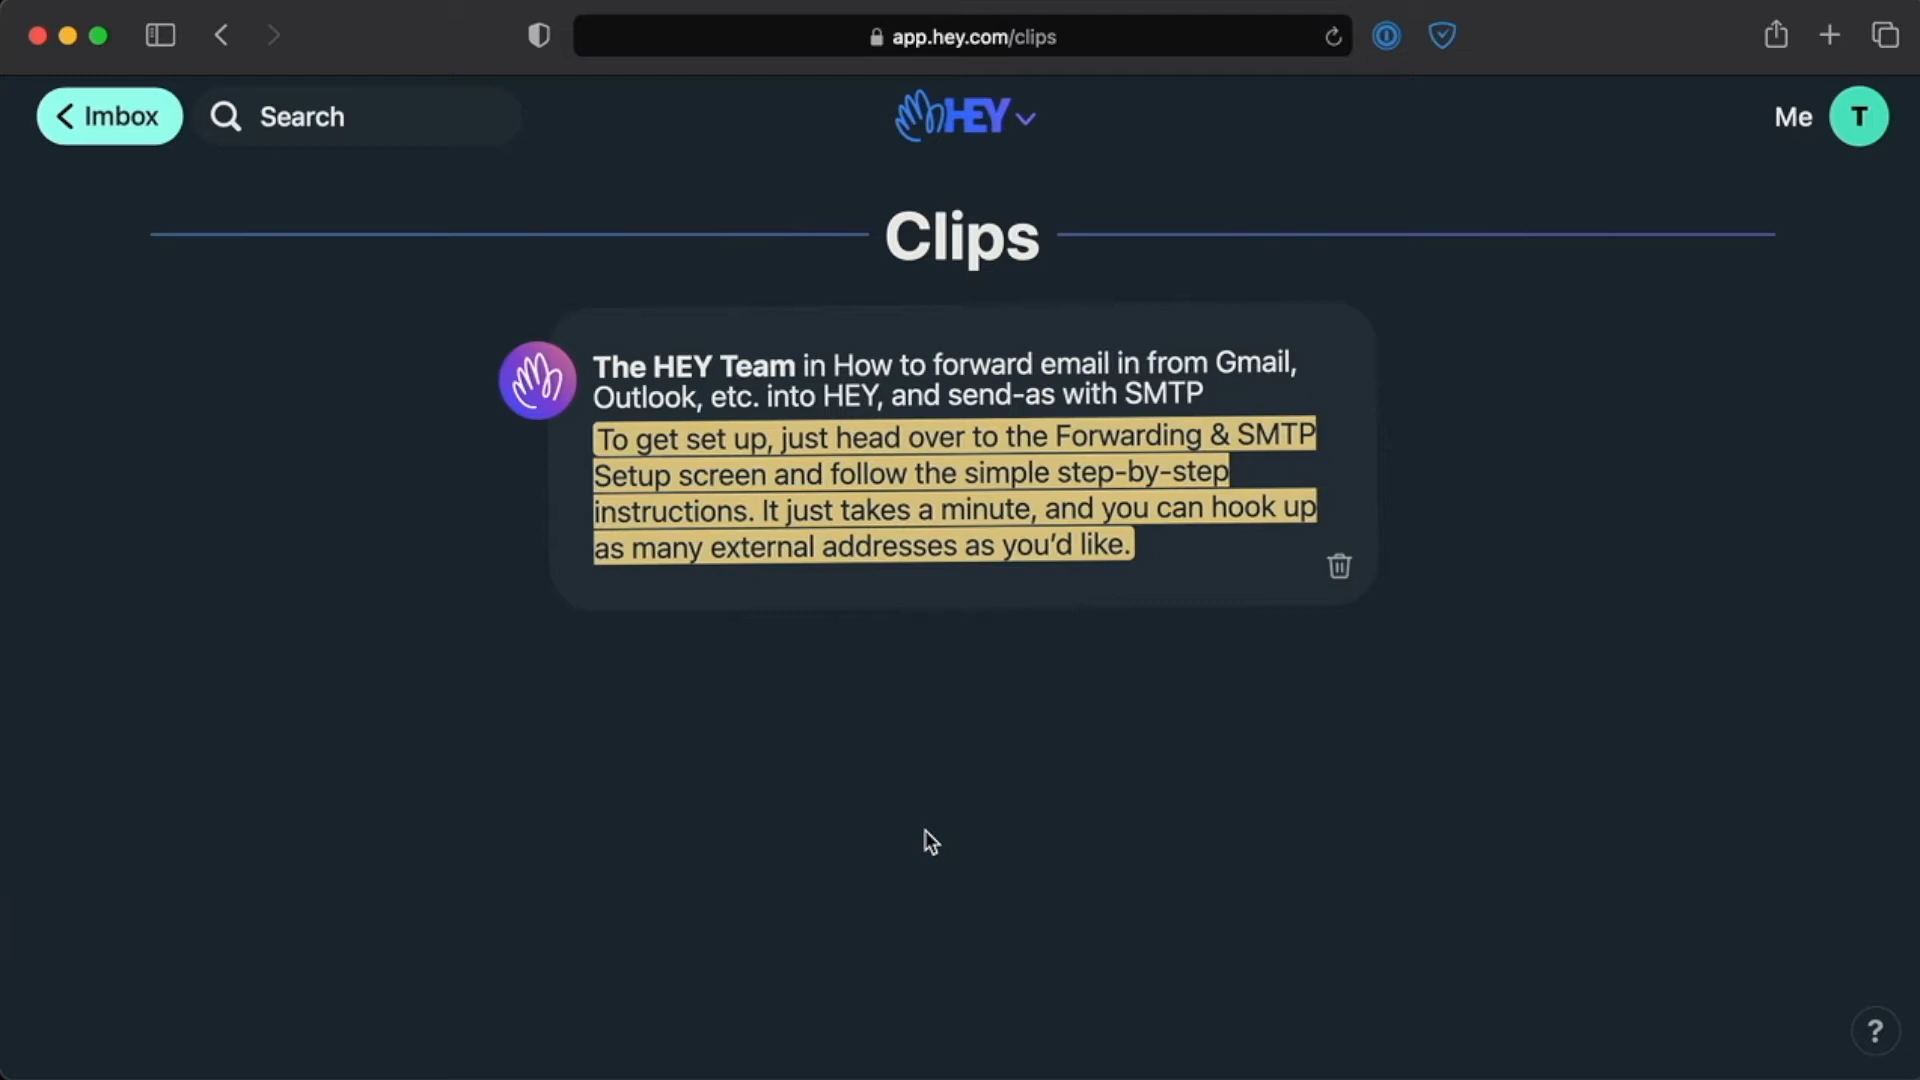 app.hey.com/clips
Imbox
Search
HEY
Me
T
Clips
The HEY Team in How to forward email in from Gmail,
Outlook, etc. into HEY, and send-as with SMTP
To get set up, just head over to the Forwarding & SMTP
Setup screen and follow the simple step-by-step
instructions. It just takes a minute, and you can hook up
as many external addresses as you’d like.
?